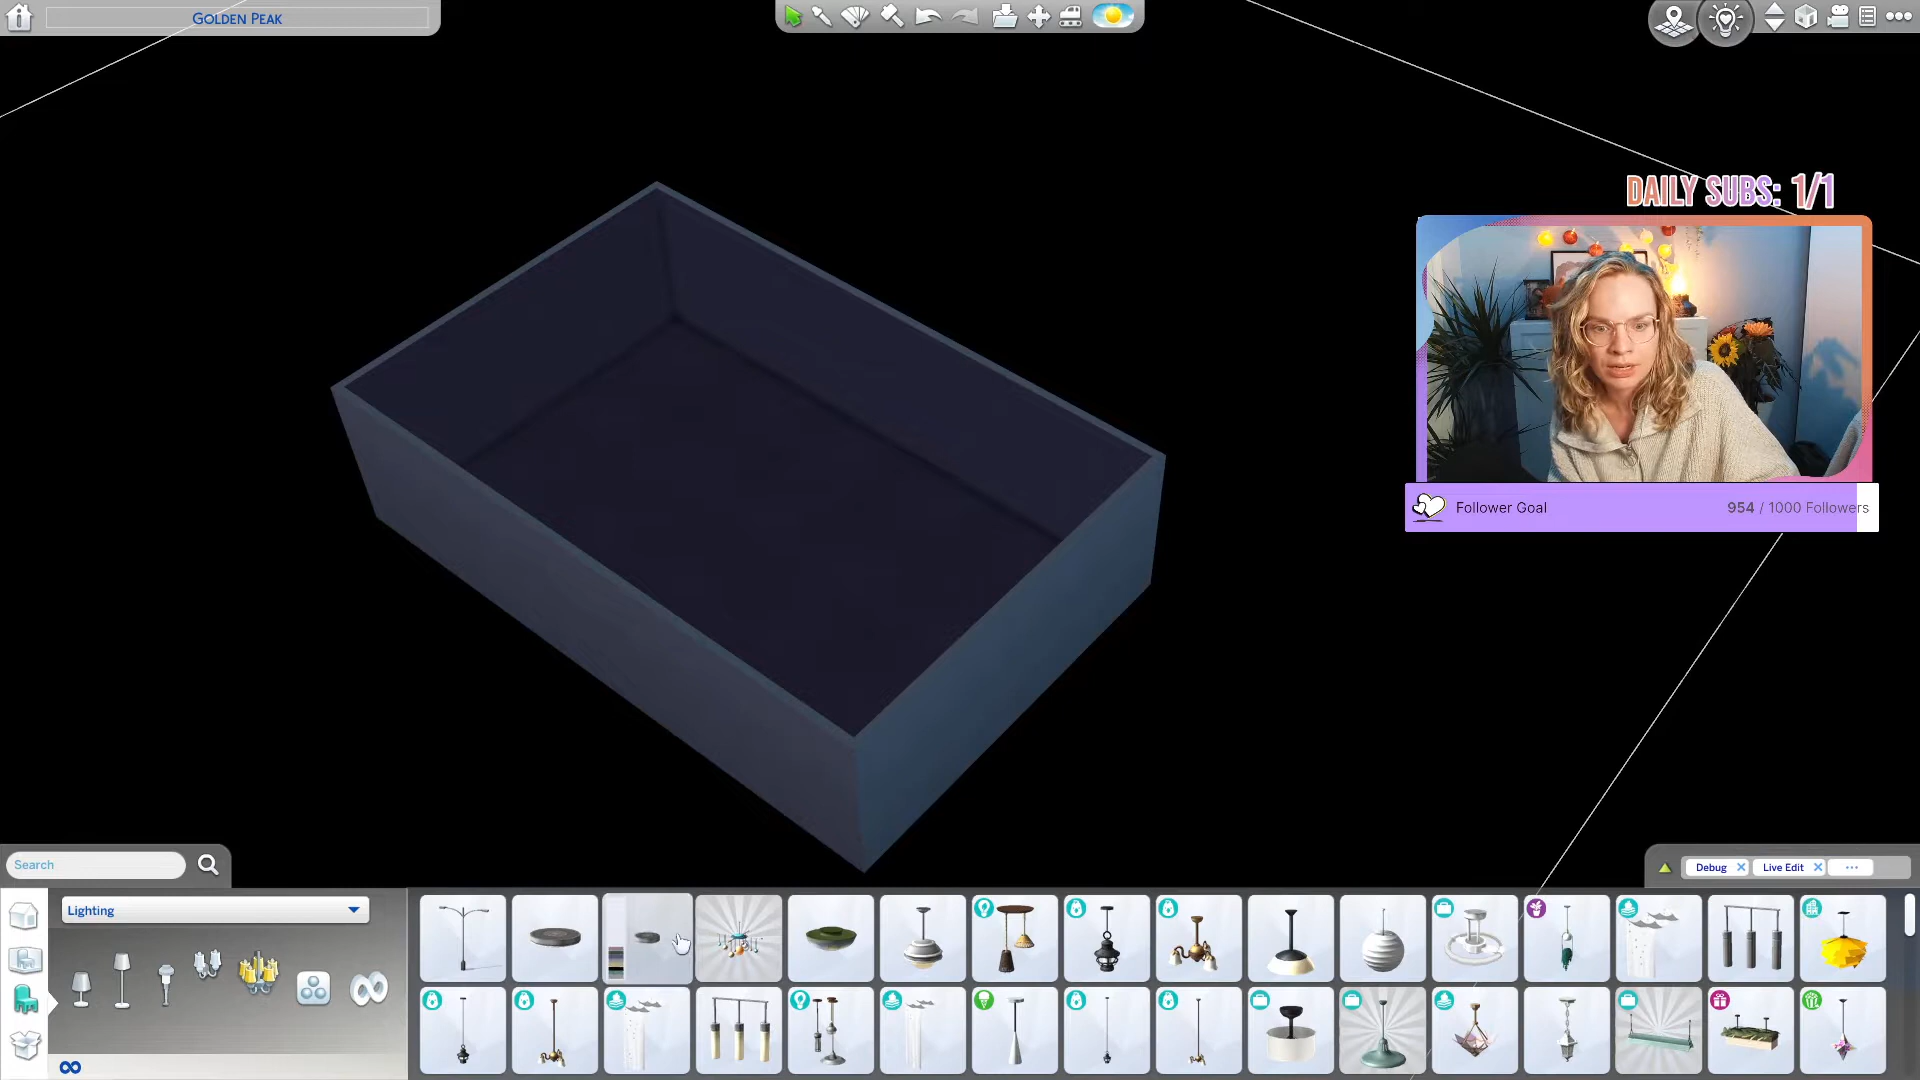 GOLDEN PEAK
DAILY SUBS: 1/1
Follower Goal
954 / 1000 Followers
Search
Debug
Live Edit
Lighting